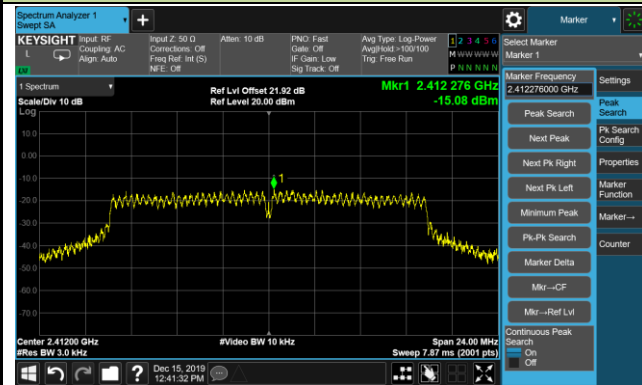 Spectrum Analyzer 1
Swept SA
Marker
KEYSIGHT
L
LXI
Input: RF
Coupling: AC
Align: Auto
Input Z: 50 Ω
Corrections: Off
Freq Ref: Int (S)
NFE: Off
Atten: 10 dB
PNO: Fast
Gate: Off
IF Gain: Low
Sig Track: Off
Avg Type: Log-Power
Avg|Hold:>100/100
Trig: Free Run
1 2 3 4 5 6
M W W W W W
P N N N N N
Select Marker
Marker 1
1 Spectrum
Scale/Div 10 dB
Log
Ref Lvl Offset 21.92 dB
Ref Level 20.00 dBm
Mkr1 2.412 276 GHz
-15.08 dBm
10.0
0.00
-10.0
-20.0
-30.0
-40.0
-50.0
-60.0
-70.0
1
Center 2.41200 GHz
#Res BW 3.0 kHz
#Video BW 10 kHz
Span 24.00 MHz
Sweep 7.87 ms (2001 pts)
Marker Frequency
2.412276000 GHz
Peak Search
Next Peak
Next Pk Right
Next Pk Left
Minimum Peak
Pk-Pk Search
Marker Delta
Mkr→CF
Mkr→Ref Lvl
Continuous Peak
Search
On
Off
Settings
Peak
Search
Pk Search
Config
Properties
Marker
Function
Marker→
Counter
?
Dec 15, 2019
12:41:32 PM